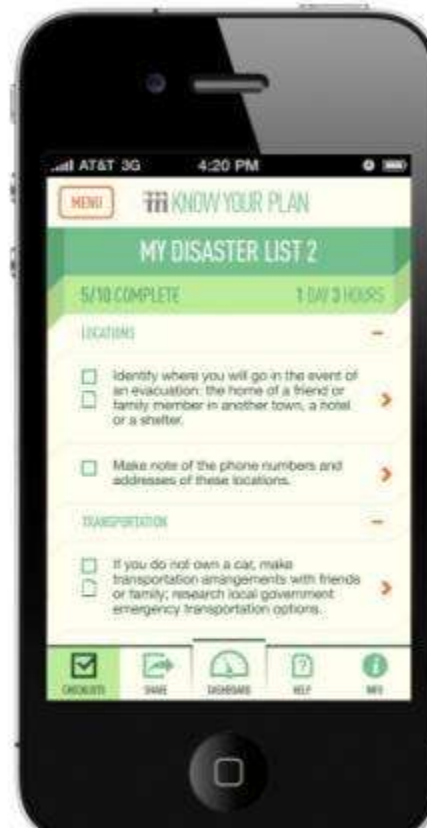 AT&T 3G 4:20 PM
MENU iii KNOW YOUR PLAN
MY DISASTER LIST 2
5/10 COMPLETE 1 DAY 3 HOURS
LOCATIONS
Identify where you will go in the event of
an evacuation: the home of a friend or
family member in another town, a hotel
or a shelter.
Make note of the phone numbers and
addresses of these locations.
TRANSPORTATION
If you do not own a car, make
transportation arrangements with friends
or family; research local government
emergency transportation options.
CHECKLISTS SHARE DASHBOARD HELP INFO